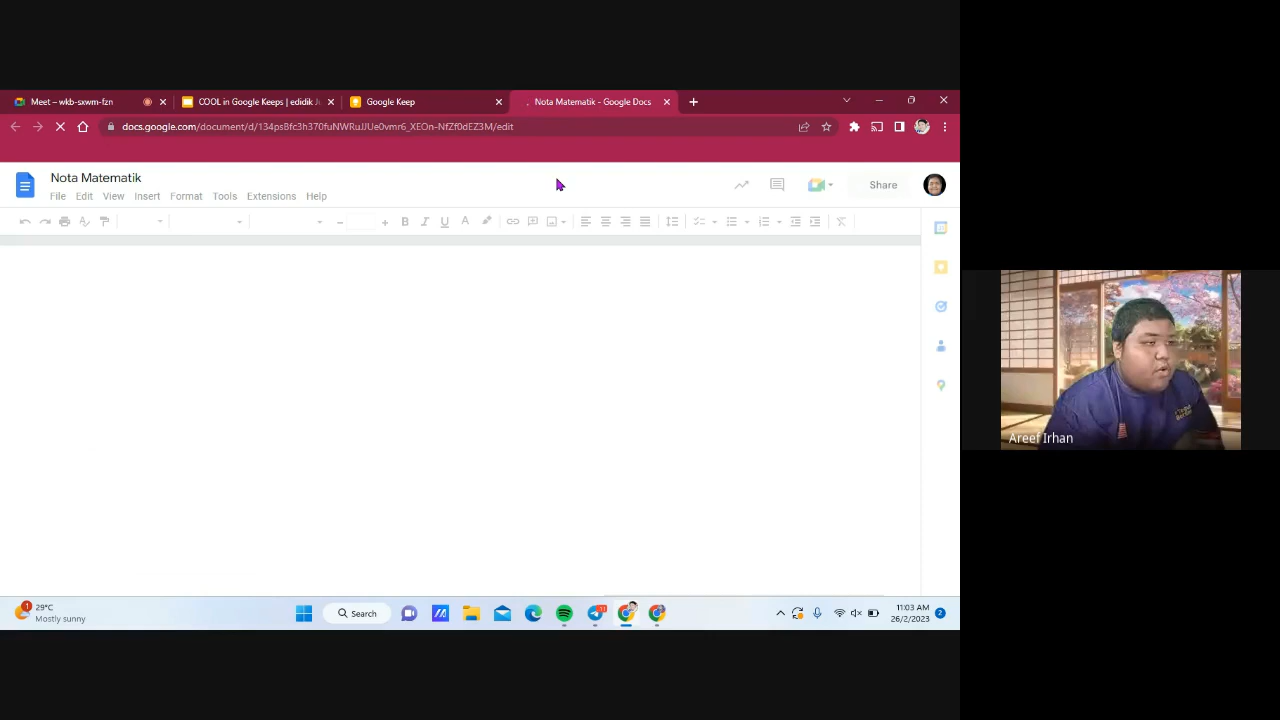 Meet – wkb-sxwm-fzn
COOL in Google Keeps | edidik
Google Keep
Nota Matematik - Google Docs
docs.google.com/document/d/134psBfc3h370fuNWRuJJUe0vmr6_XEOn-NfZf0dEZ3M/edit
Nota Matematik
File Edit View Insert Format Tools Extensions Help
Share
Areef Irhan
29°C
Mostly sunny
Search
11:03 AM
26/2/2023